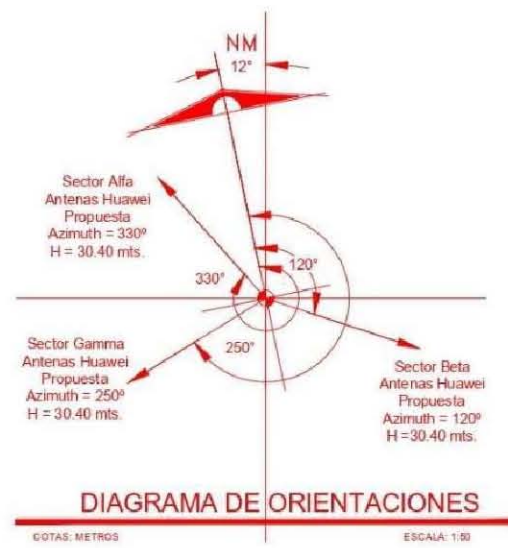 NM
12°
Sector Alfa
Antenas Huawei
Propuesta
Azimuth = 330º
H = 30.40 mts.
330°
120°
250°
Sector Gamma
Antenas Huawei
Propuesta
Azimuth = 250º
H = 30.40 mts.
Sector Beta
Antenas Huawei
Propuesta
Azimuth = 120º
H =30.40 mts.
DIAGRAMA DE ORIENTACIONES
COTAS: METROS
ESCALA: 1:50